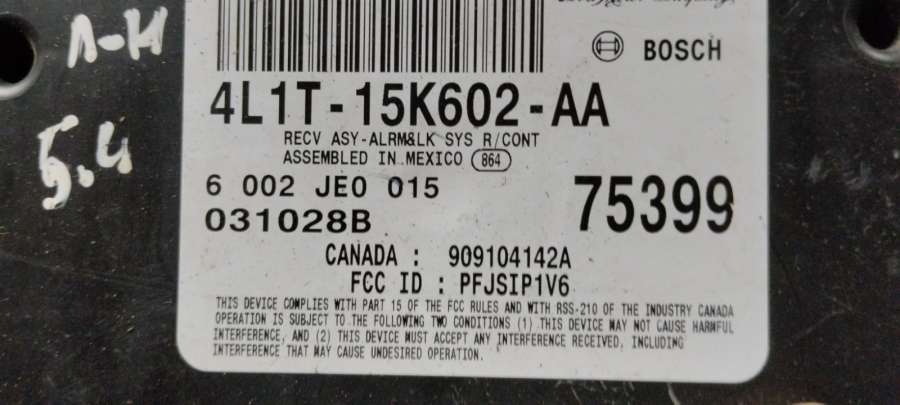 BOSCH
4L1T-15K602-AA
RECV ASY-ALRM&LK SYS R/CONT
ASSEMBLED IN MEXICO 864
6 002 JE0 015
75399
031028B
CANADA : 909104142A
FCC ID : PFJSIP1V6
THIS DEVICE COMPLIES WITH PART 15 OF THE FCC RULES AND WITH RSS-210 OF THE INDUSTRY CANADA
OPERATION IS SUBJECT TO THE FOLLOWING TWO CONDITIONS (1) THIS DEVICE MAY NOT CAUSE HARMFUL
INTERFERENCE, AND (2) THIS DEVICE MUST ACCEPT ANY INTERFERENCE RECEIVED, INCLUDING
INTERFERENCE THAT MAY CAUSE UNDESIRED OPERATION.
Л-Н
5.4